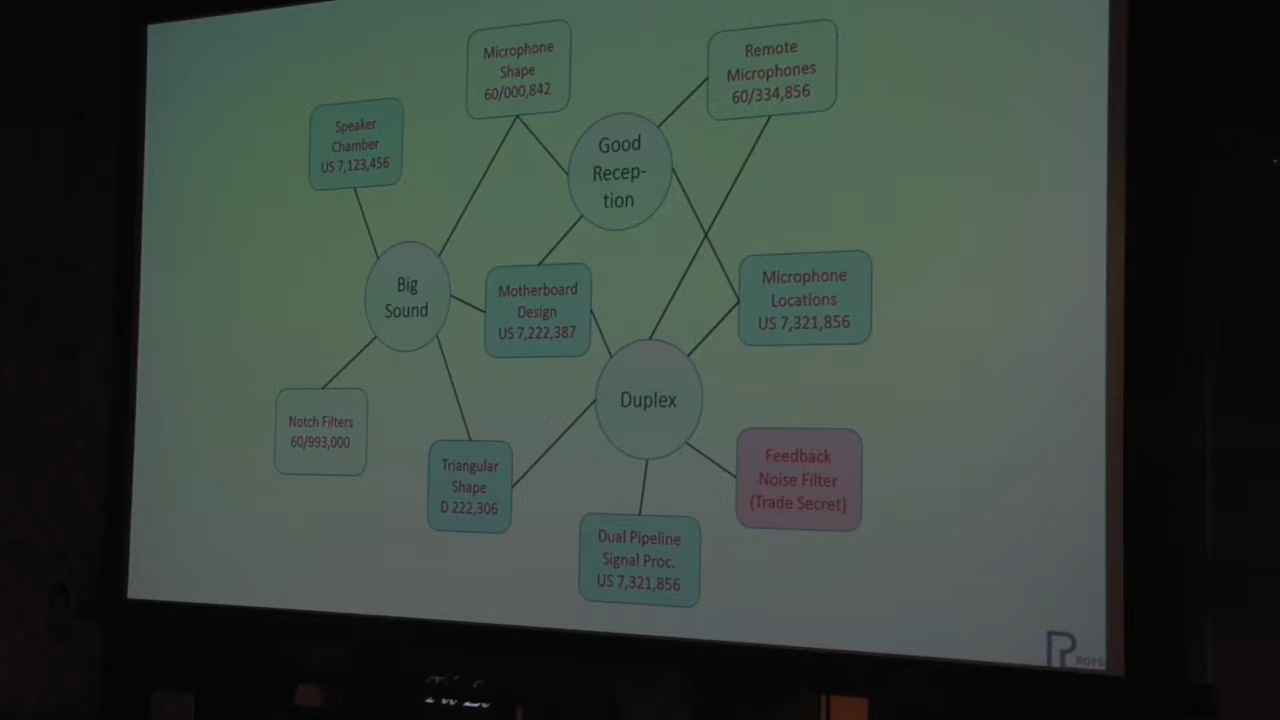 Microphone
Shape
60/000,842
Remote
Microphones
60/334,856
Speaker
Chamber
US 7,123,456
Good
Recep-
tion
Big
Sound
Motherboard
Design
US 7,222,387
Microphone
Locations
US 7,321,856
Duplex
Notch Filters
60/993,000
Triangular
Shape
D 222,306
Feedback
Noise Filter
(Trade Secret)
Dual Pipeline
Signal Proc.
US 7,321,856